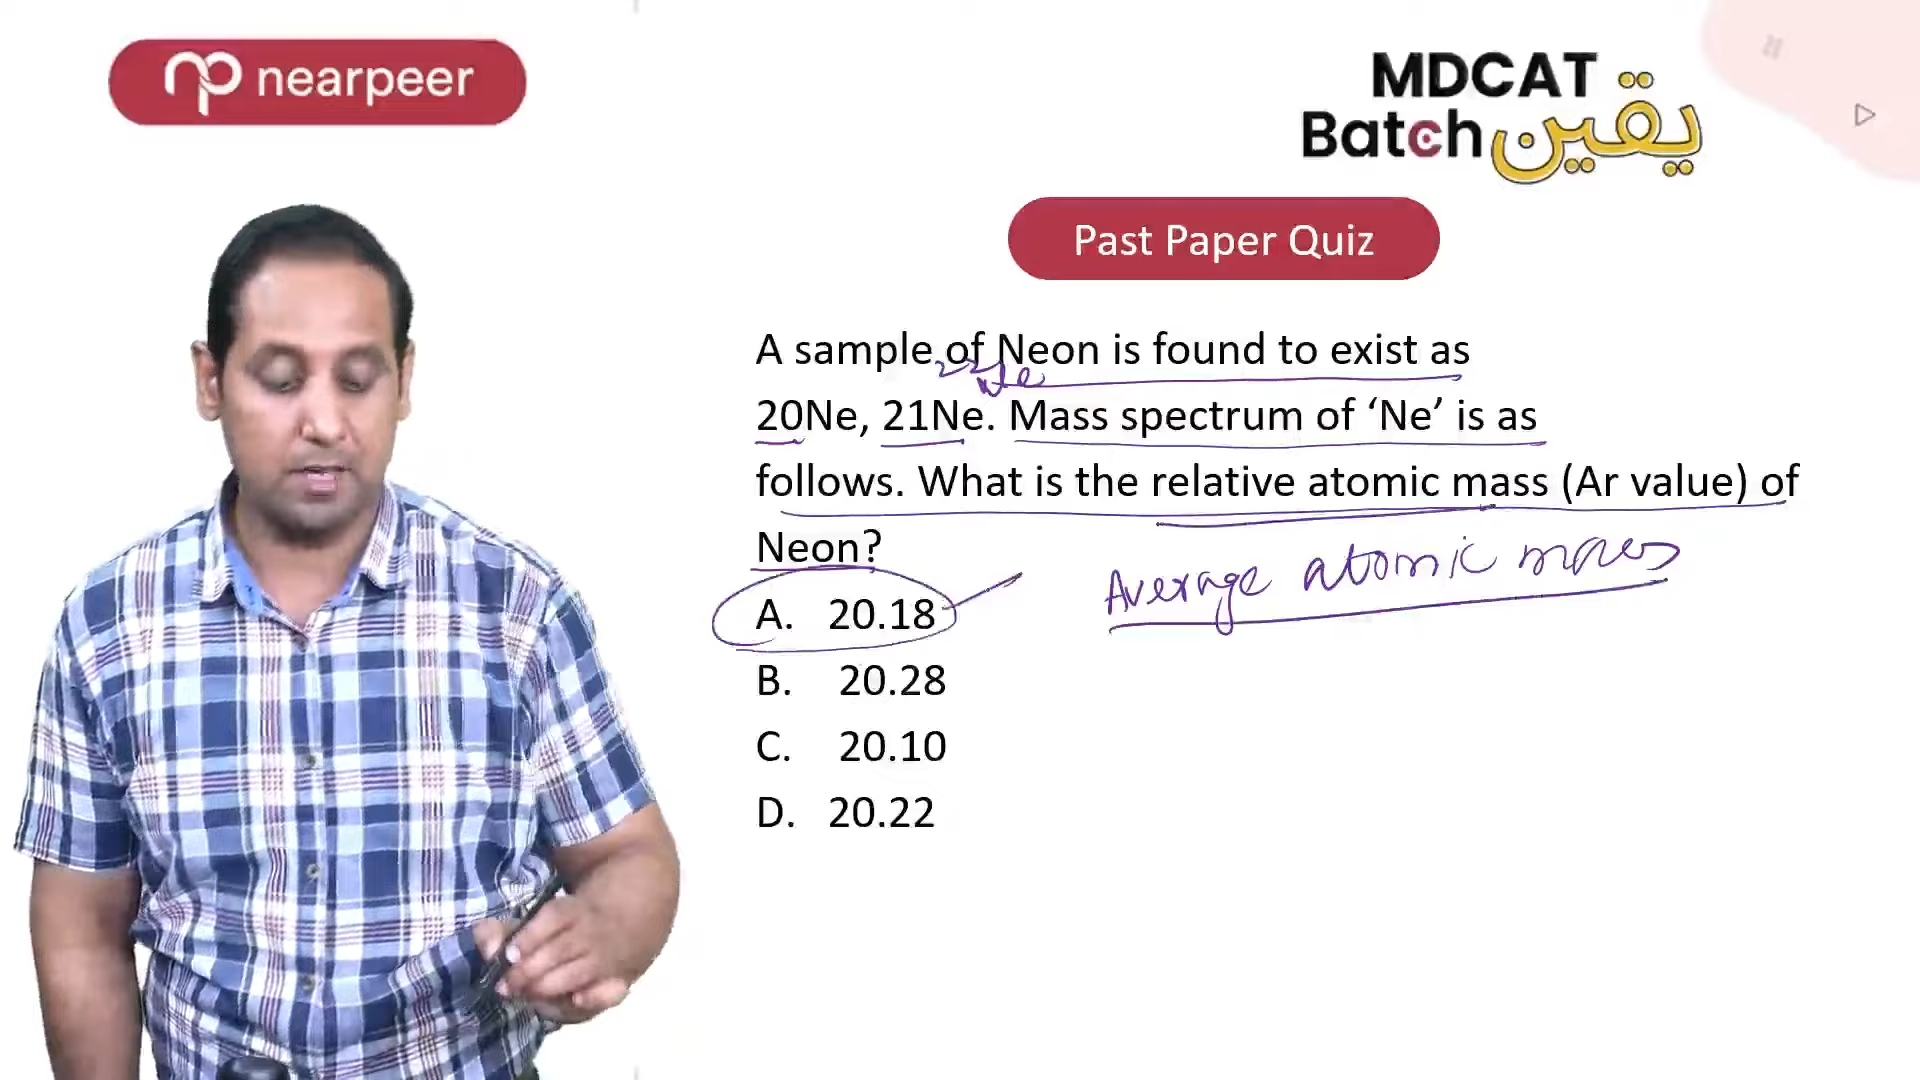 nearpeer
MDCAT
Batch یقین
Past Paper Quiz
A sample of Neon is found to exist as
22Ne
20Ne, 21Ne. Mass spectrum of ‘Ne’ is as
follows. What is the relative atomic mass (Ar value) of
Neon?
Average atomic mass
A. 20.18
B. 20.28
C. 20.10
D. 20.22